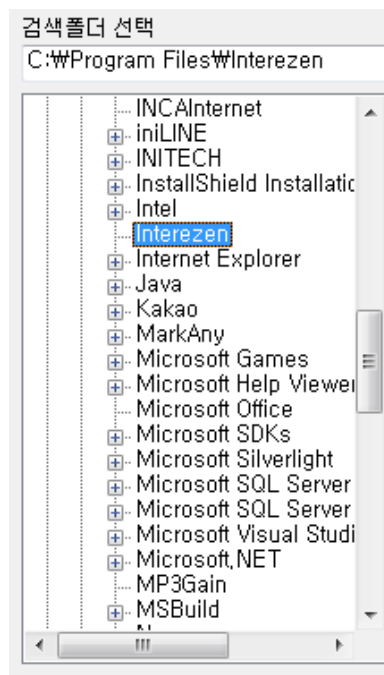 검색폴더 선택
C:₩Program Files₩Interezen
INCAInternet
iniLINE
INITECH
InstallShield Installatic
Intel
Interezen
Internet Explorer
Java
Kakao
MarkAny
Microsoft Games
Microsoft Help Viewer
Microsoft Office
Microsoft SDKs
Microsoft Silverlight
Microsoft SQL Server
Microsoft SQL Server
Microsoft Visual Studi
Microsoft.NET
MP3Gain
MSBuild